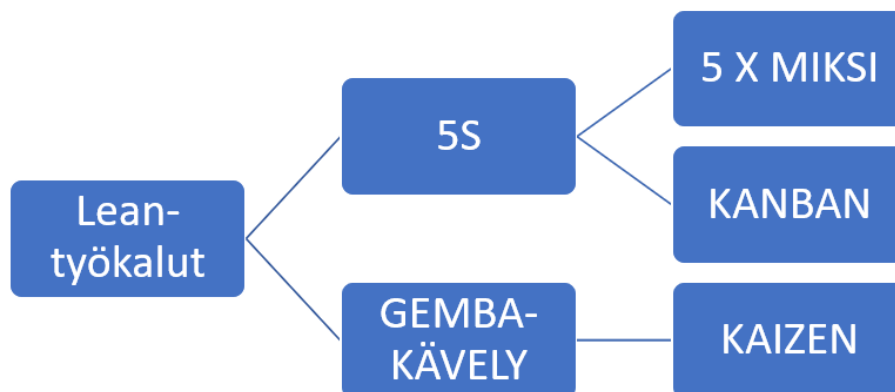 Lean-
työkalut
5S
GEMBA-
KÄVELY
5 X MIKSI
KANBAN
KAIZEN